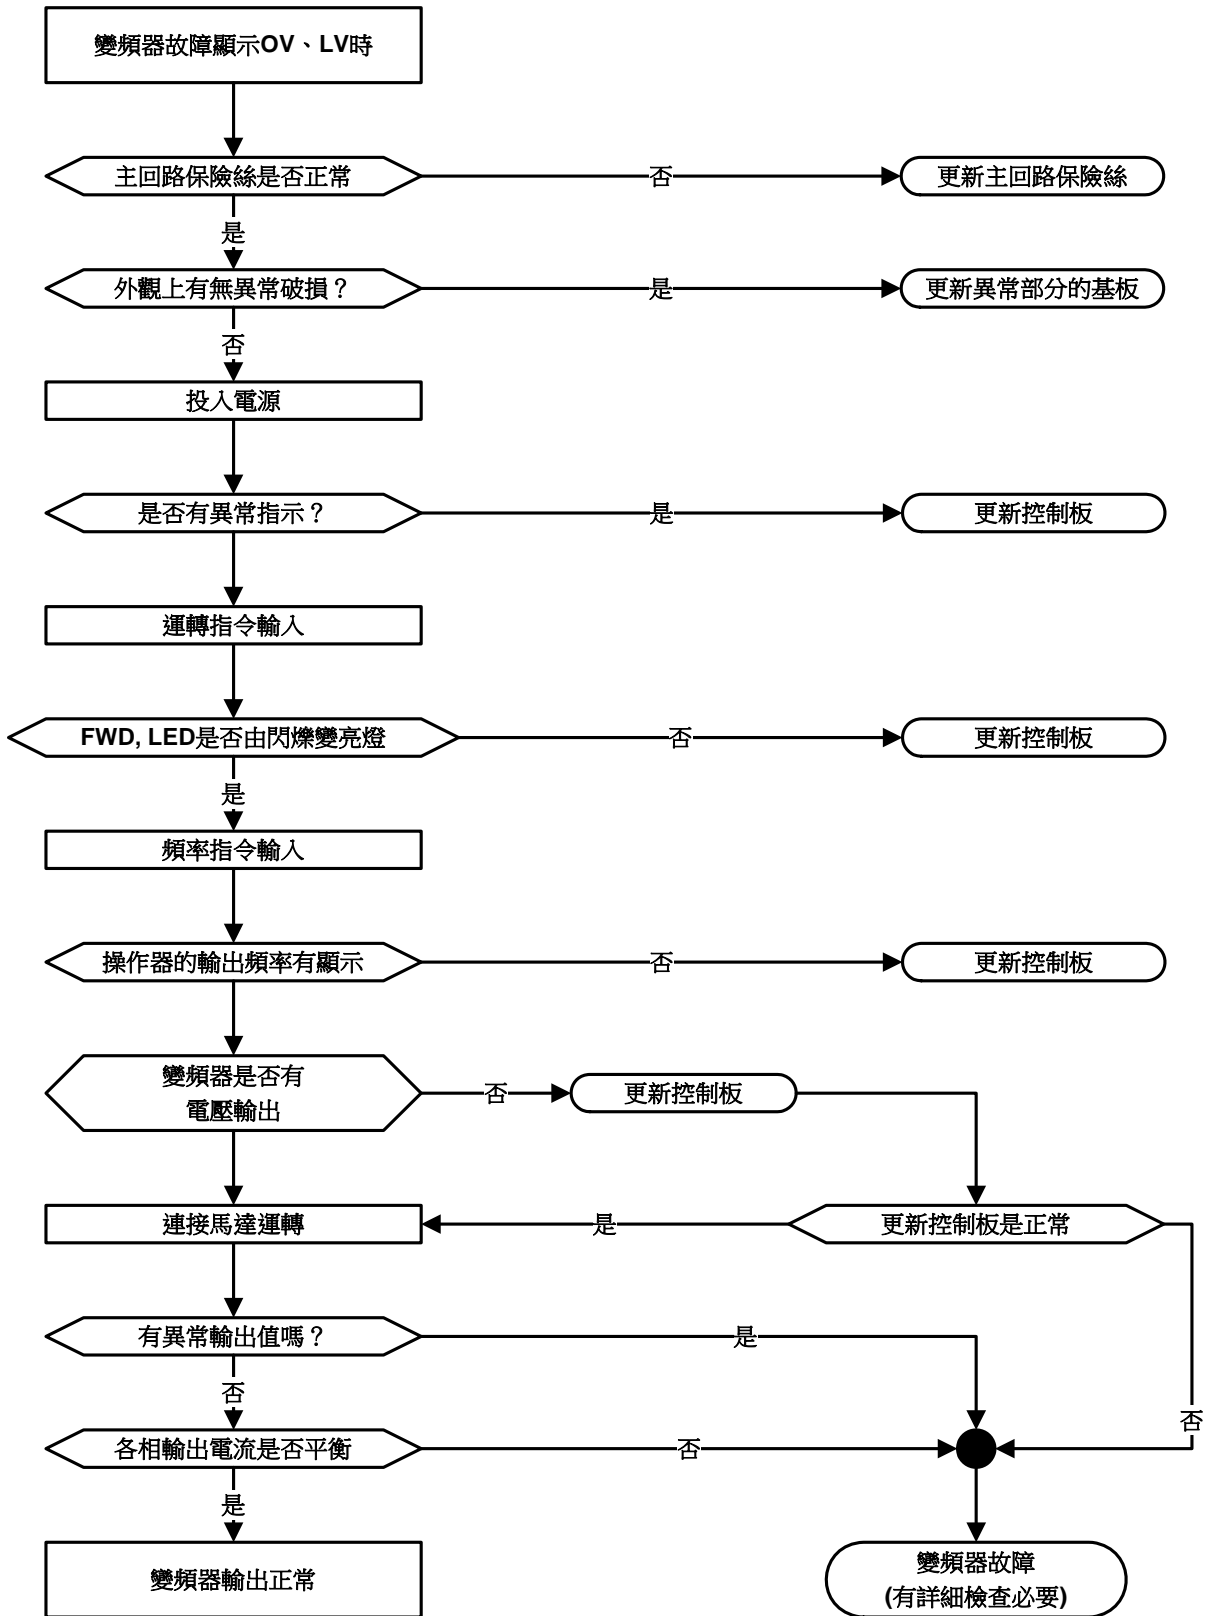 變頻器故障顯示OV、LV時
主回路保險絲是否正常
否
更新主回路保險絲
是
外觀上有無異常破損？
是
更新異常部分的基板
否
投入電源
是否有異常指示？
是
更新控制板
運轉指令輸入
FWD, LED是否由閃爍變亮燈
否
更新控制板
是
頻率指令輸入
操作器的輸出頻率有顯示
否
更新控制板
變頻器是否有
電壓輸出
否
更新控制板
連接馬達運轉
是
更新控制板是正常
有異常輸出值嗎？
是
否
否
各相輸出電流是否平衡
否
是
變頻器輸出正常
變頻器故障
(有詳細檢查必要)